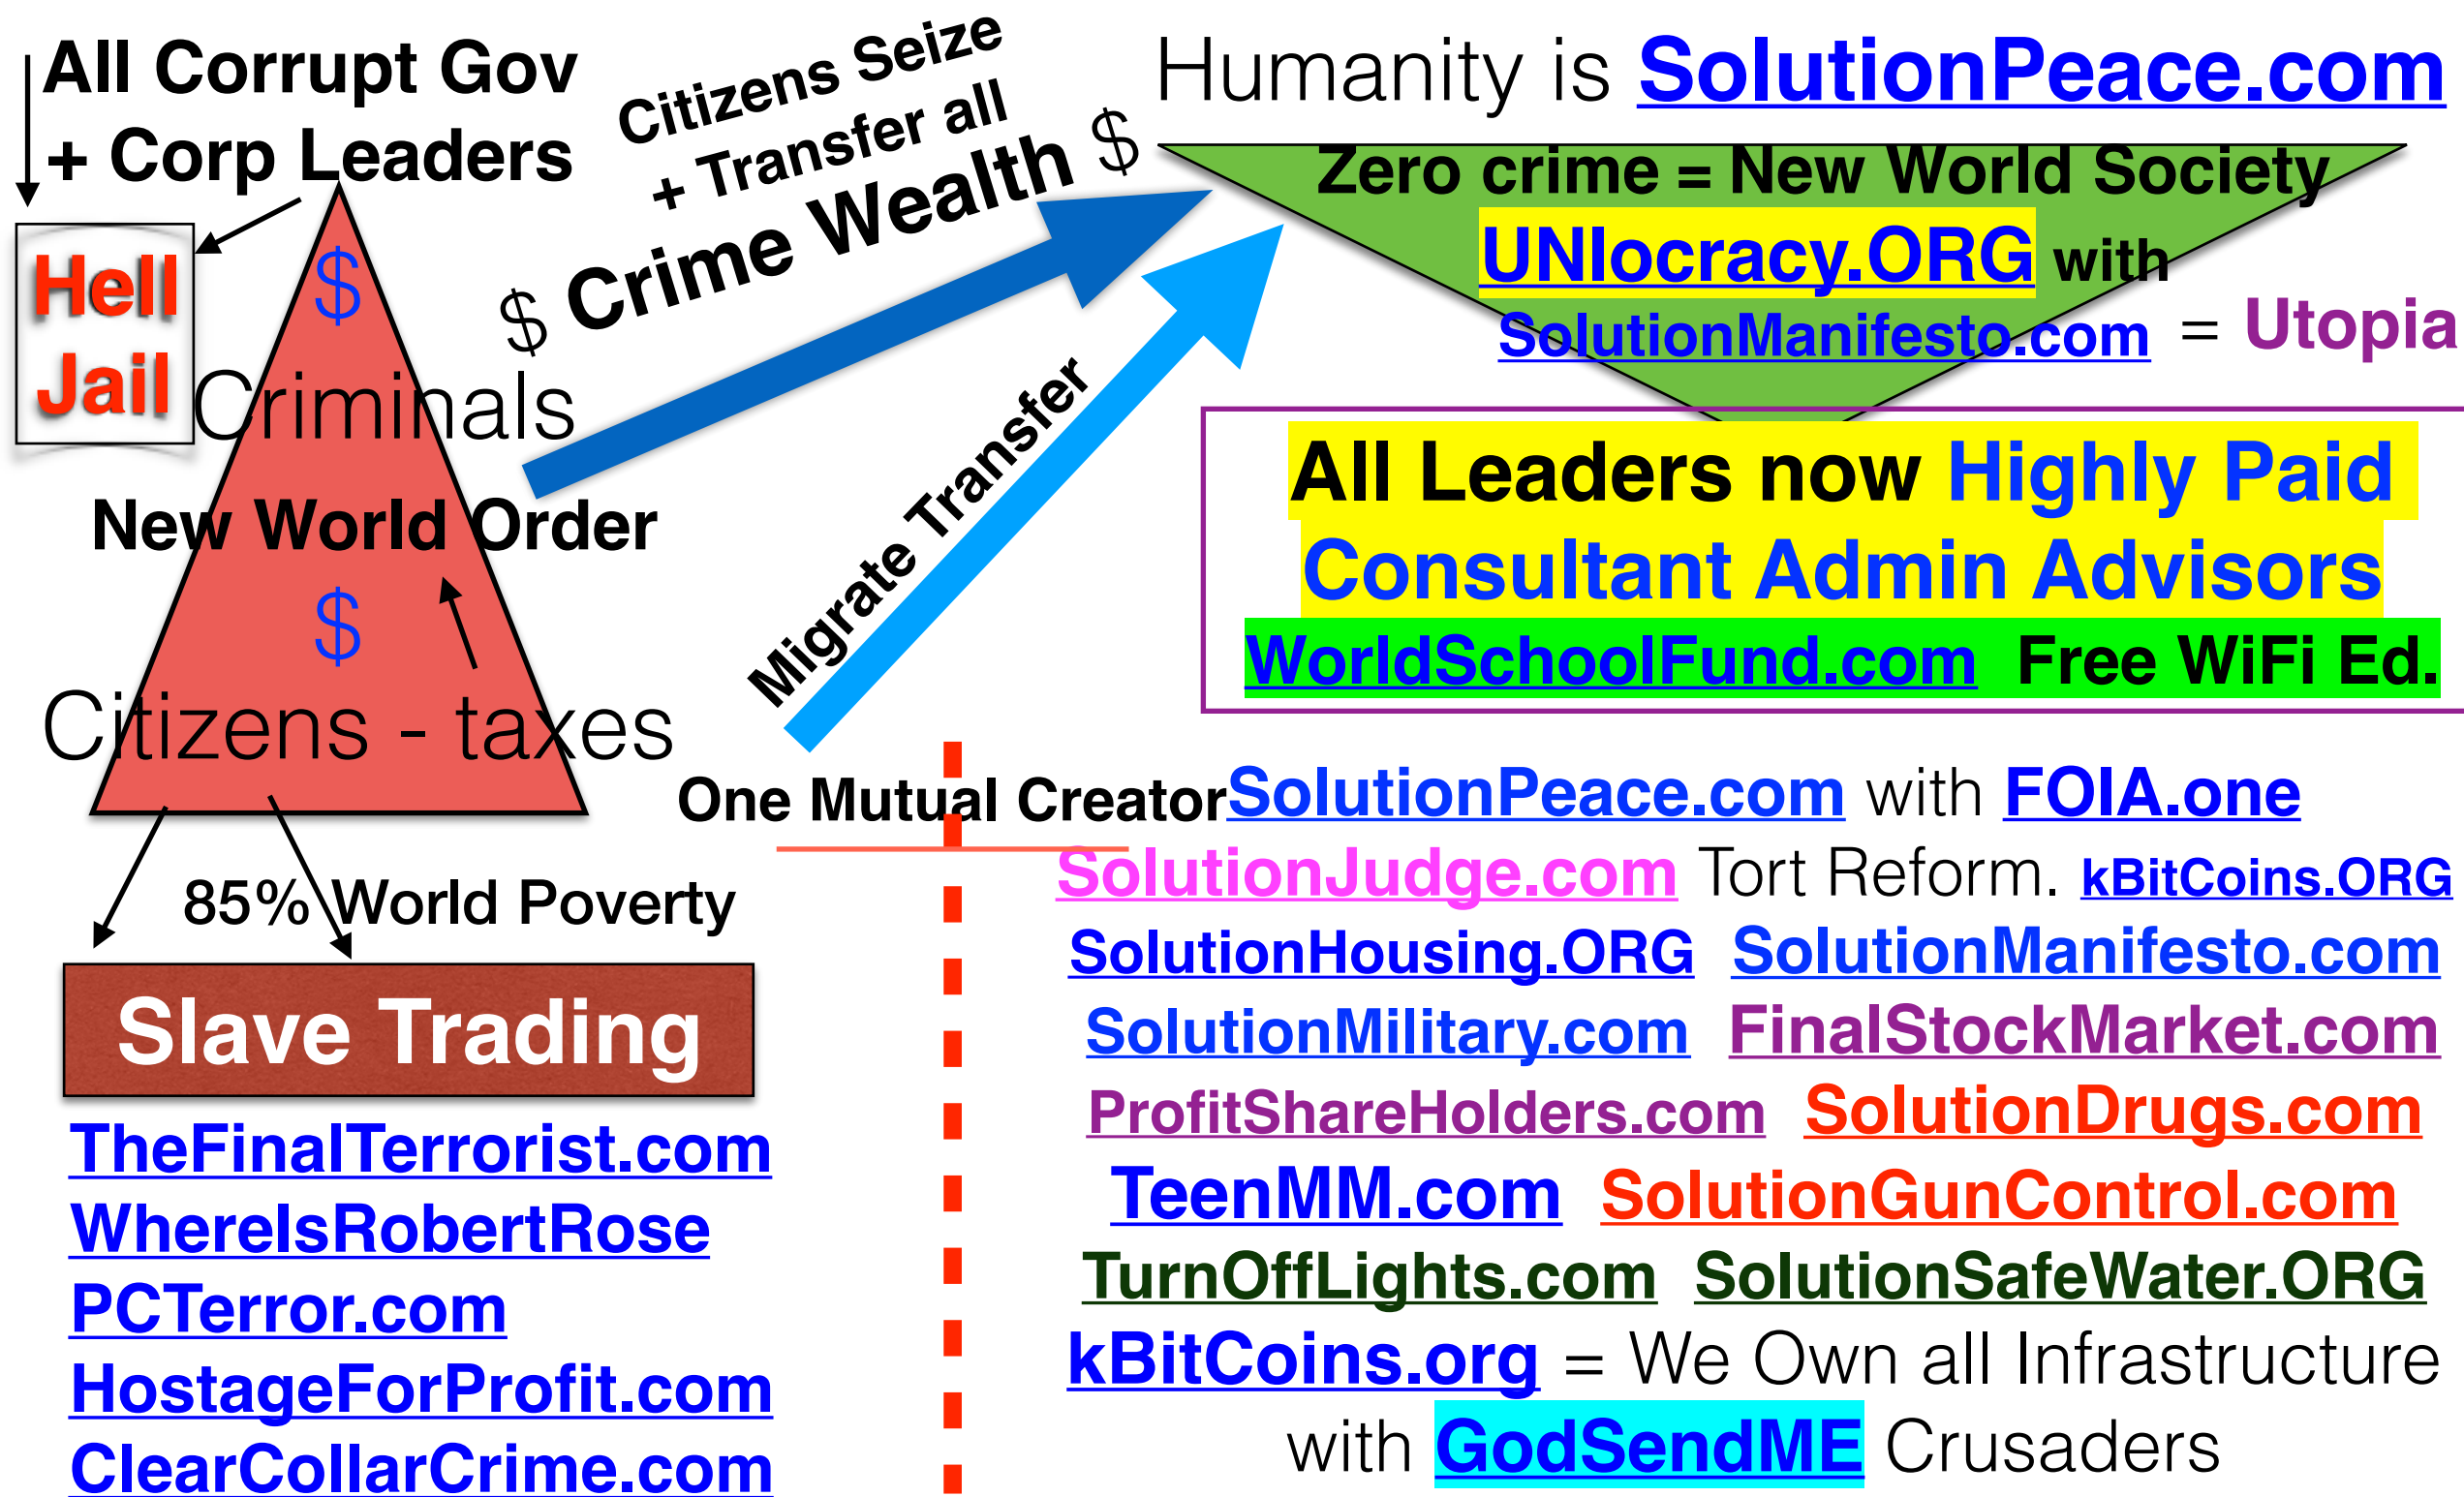 All Corrupt Gov
+ Corp Leaders
Hell
Jail
$
Criminals
New World Order
$
Citizens - taxes
85% World Poverty
Slave Trading
TheFinalTerrorist.com
WhereIsRobertRose
PCTerror.com
HostageForProfit.com
ClearCollarCrime.com
Citizens Seize
+ Transfer all
$ Crime Wealth $
Migrate Transfer
Humanity is SolutionPeace.com
Zero crime = New World Society
UNIocracy.ORG with
SolutionManifesto.com = Utopia
All Leaders now Highly Paid
Consultant Admin Advisors
WorldSchoolFund.com Free WiFi Ed.
One Mutual Creator SolutionPeace.com with FOIA.one
SolutionJudge.com Tort Reform. kBitCoins.ORG
SolutionHousing.ORG SolutionManifesto.com
SolutionMilitary.com FinalStockMarket.com
ProfitShareHolders.com SolutionDrugs.com
TeenMM.com SolutionGunControl.com
TurnOffLights.com SolutionSafeWater.ORG
kBitCoins.org = We Own all Infrastructure
with GodSendME Crusaders